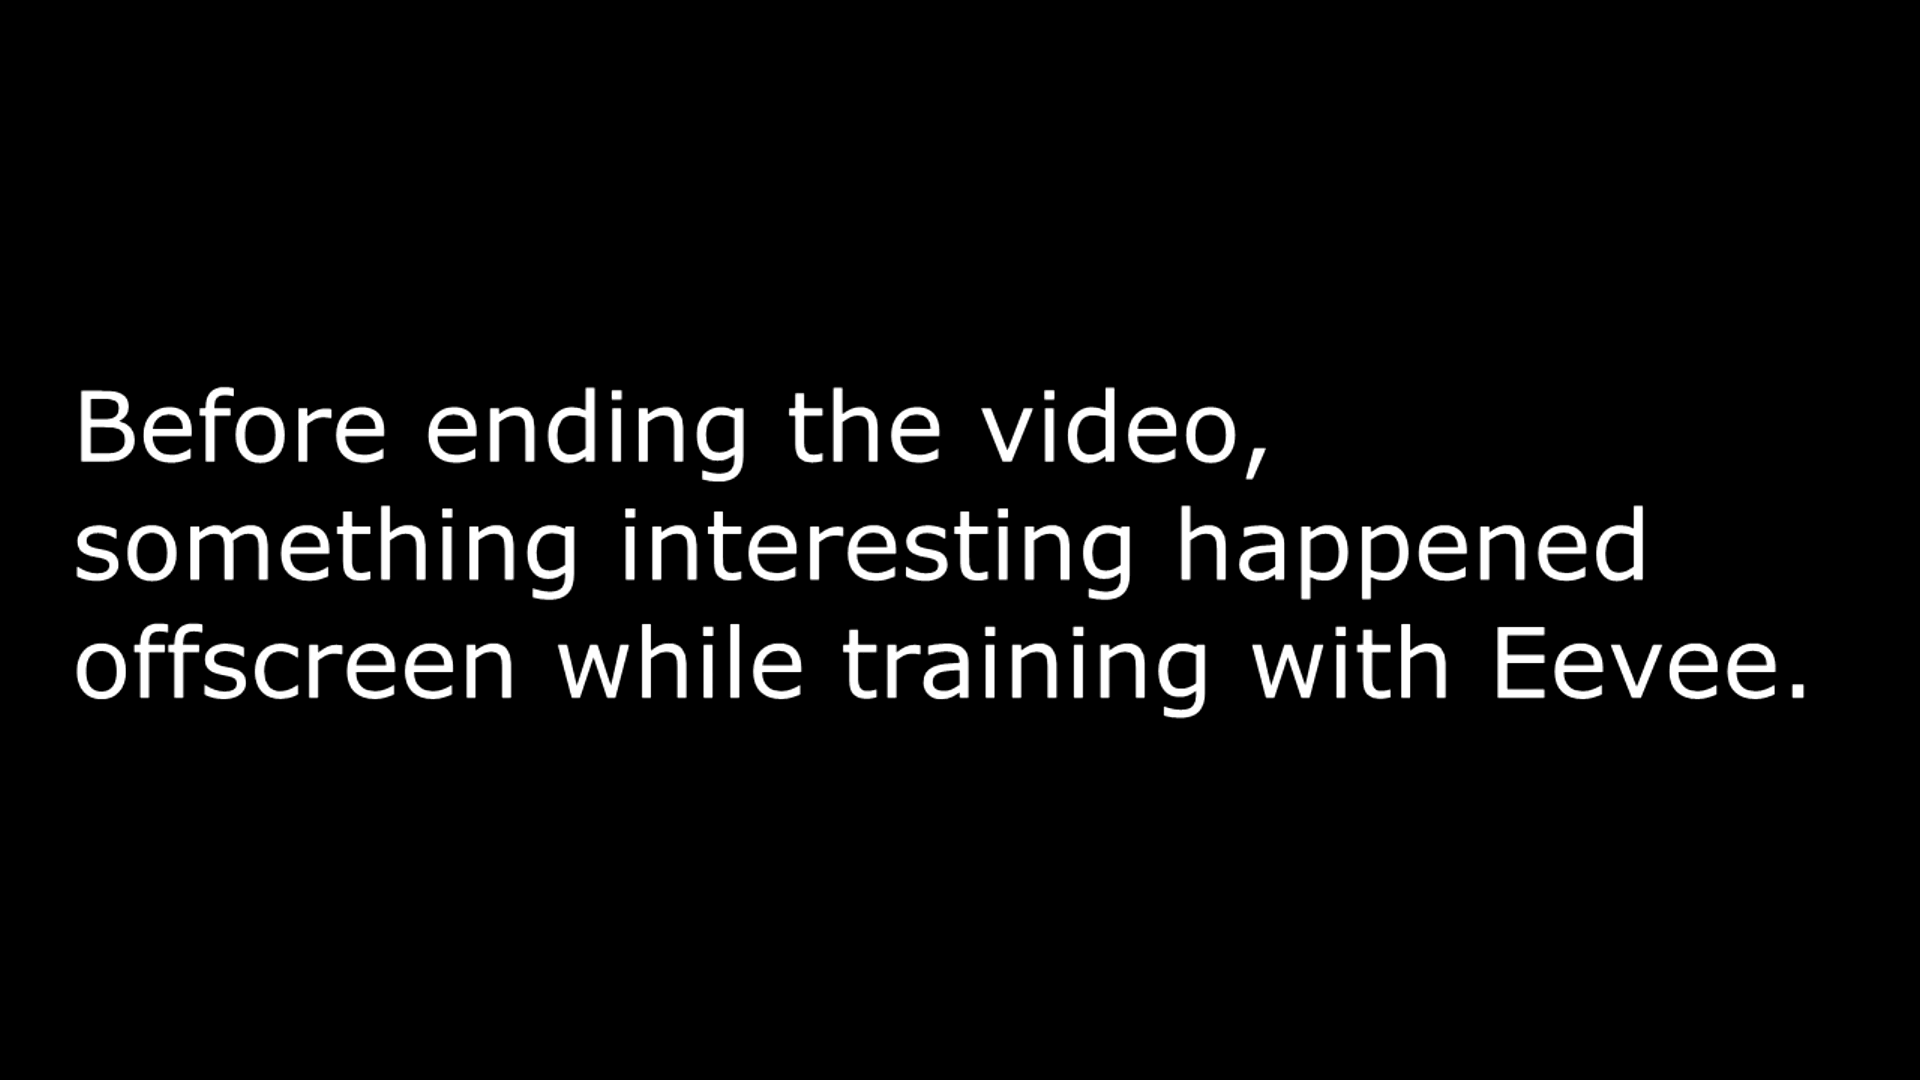 Before ending the video,
something interesting happened
offscreen while training with Eevee.